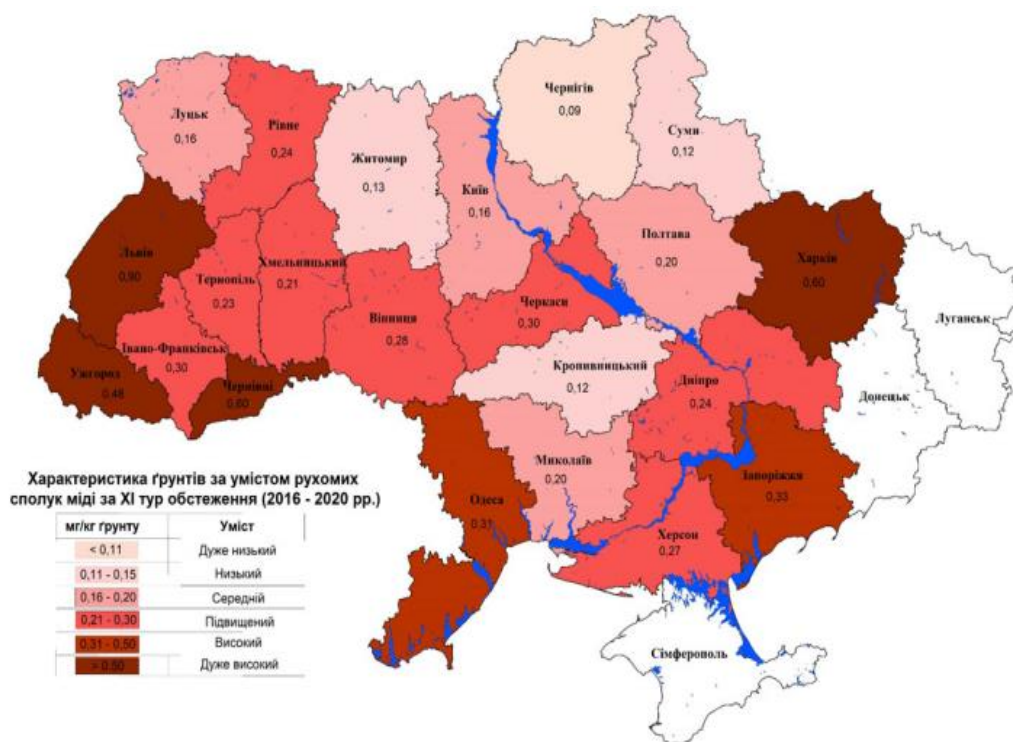 Чернігів
0,09
Суми
0,12
Луцьк
0,16
Рівне
0,24
Житомир
0,13
Київ
0,16
Полтава
0,20
Харків
0,60
Луганськ
Львів
0,90
Тернопіль
0,23
Хмельницький
0,21
Вінниця
0,28
Черкаси
0,30
Кропивницький
0,12
Дніпро
0,24
Донецьк
Івано-Франківськ
0,30
Ужгород
0,48
Чернівці
0,60
Миколаїв
0,20
Одеса
0,31
Запоріжжя
0,33
Херсон
0,27
Сімферополь
Характеристика ґрунтів за умістом рухомих
сполук міді за XI тур обстеження (2016 - 2020 рр.)
мг/кг ґрунту Уміст
< 0,11 Дуже низький
0,11 - 0,15 Низький
0,16 - 0,20 Середній
0,21 - 0,30 Підвищений
0,31 - 0,50 Високий
> 0,50 Дуже високий